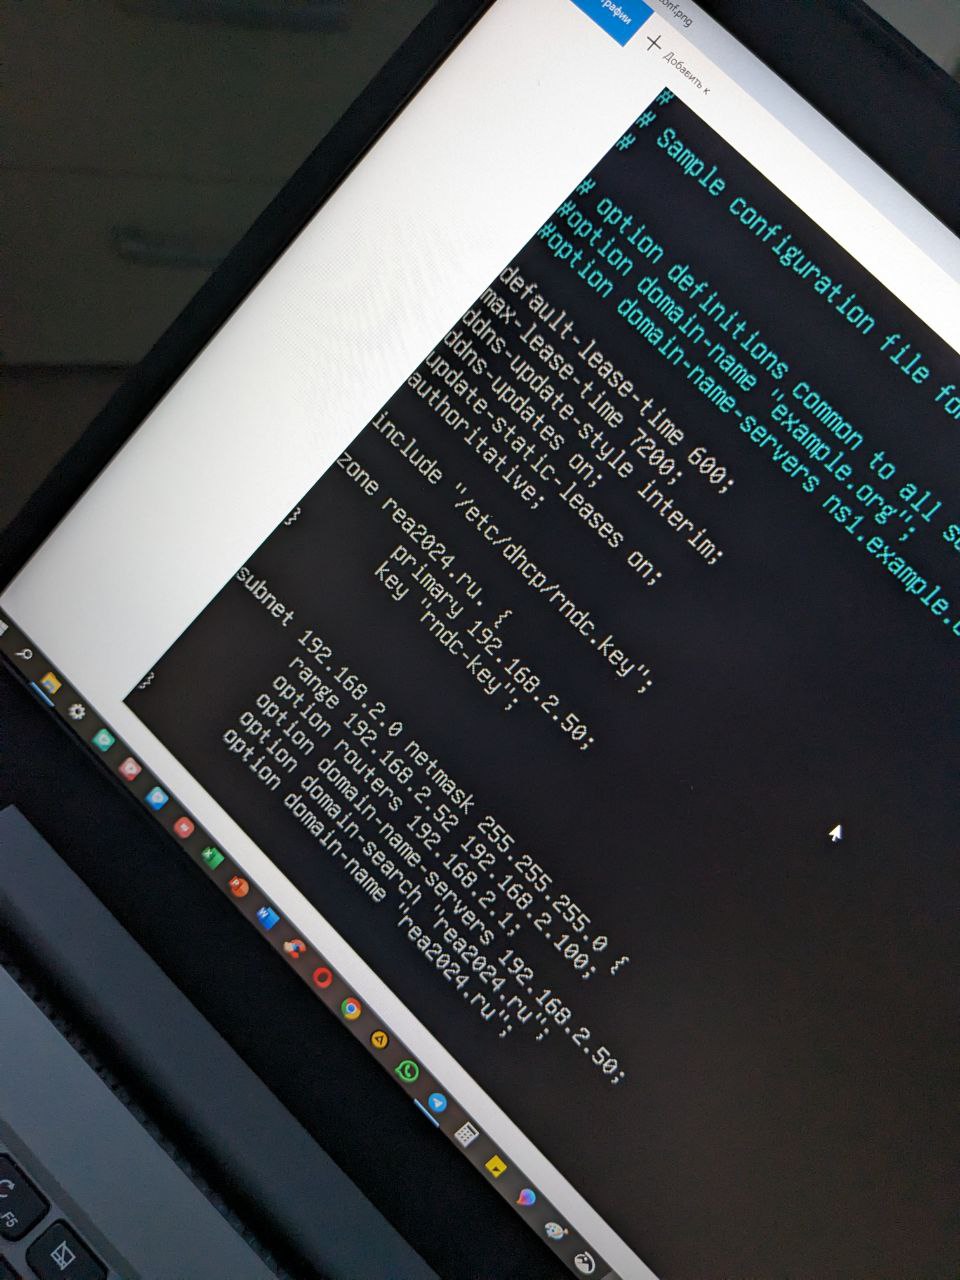 conf.png
графии
Добавить к
#
# Sample configuration file for
#
# option definitions common to all
#option domain-name "example.org";
#option domain-name-servers ns1.example.
default-lease-time 600;
max-lease-time 7200;
ddns-update-style interim;
ddns-updates on;
update-static-leases on;
authoritative;
include "/etc/dhcp/rndc.key";
zone rea2024.ru. {
primary 192.168.2.50;
key "rndc-key";
}
subnet 192.168.2.0 netmask 255.255.255.0 {
range 192.168.2.52 192.168.2.100;
option routers 192.168.2.1;
option domain-name-servers 192.168.2.50;
option domain-search "rea2024.ru";
option domain-name "rea2024.ru";
}
F5